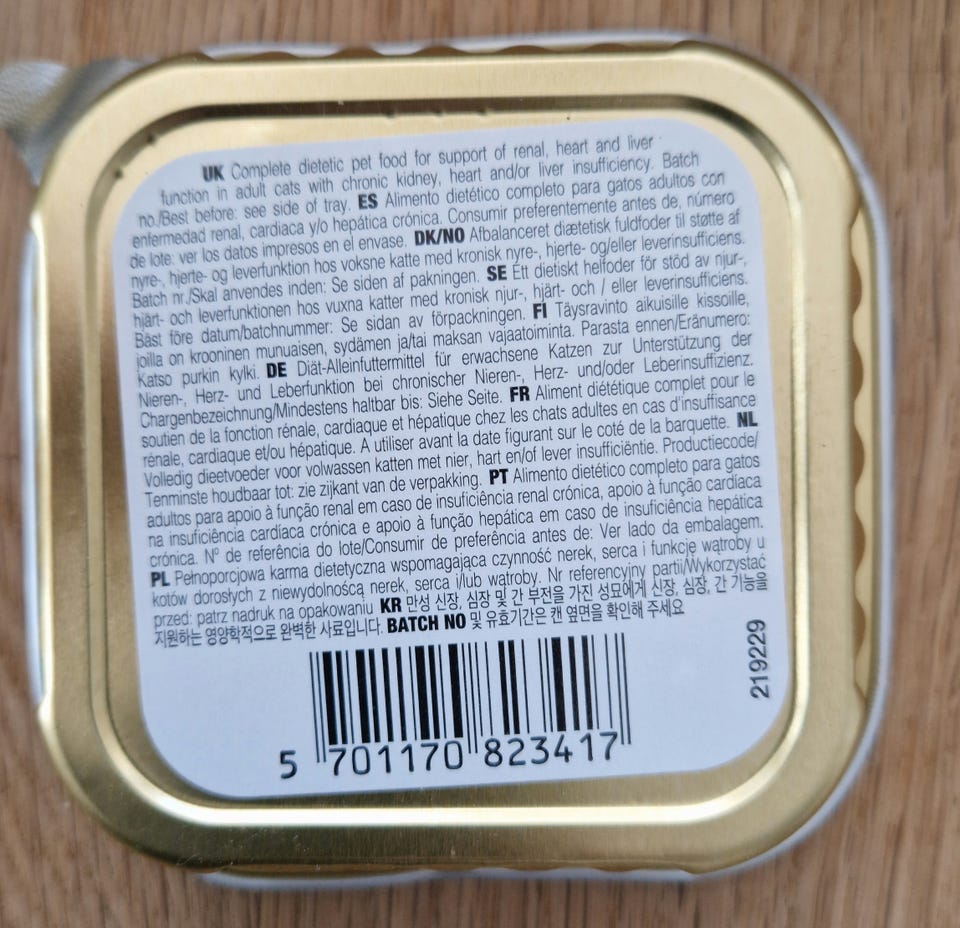 UK Complete dietetic pet food for support of renal, heart and liver
function in adult cats with chronic kidney, heart and/or liver insufficiency. Batch
no./Best before: see side of tray. ES Alimento dietético completo para gatos adultos con
enfermedad renal, cardiaca y/o hepática crónica. Consumir preferentemente antes de, número
de lote: ver los datos impresos en el envase. DK/NO Afbalanceret diætetisk fuldfoder til støtte af
nyre-, hjerte- og leverfunktion hos voksne katte med kronisk nyre-, hjerte- og/eller leverinsufficiens.
Batch nr./Skal anvendes inden: Se siden af pakningen. SE Ett dietiskt helfoder för stöd av njur-,
hjärt- och leverfunktionen hos vuxna katter med kronisk njur-, hjärt- och / eller leverinsufficiens.
Bäst före datum/batchnummer: Se sidan av förpackningen. FI Täysravinto aikuisille kissoille,
joilla on krooninen munuaisen, sydämen ja/tai maksan vajaatoiminta. Parasta ennen/Eränumero:
Katso purkin kylki. DE Diät-Alleinfuttermittel für erwachsene Katzen zur Unterstützung der
Nieren-, Herz- und Leberfunktion bei chronischer Nieren-, Herz- und/oder Leberinsuffizienz.
Chargenbezeichnung/Mindestens haltbar bis: Siehe Seite. FR Aliment diététique complet pour le
soutien de la fonction rénale, cardiaque et hépatique chez les chats adultes en cas d'insuffisance
rénale, cardiaque et/ou hépatique. A utiliser avant la date figurant sur le coté de la barquette. NL
Volledig dieetvoeder voor volwassen katten met nier, hart en/of lever insufficiëntie. Productiecode/
Tenminste houdbaar tot: zie zijkant van de verpakking. PT Alimento dietético completo para gatos
adultos para apoio à função renal em caso de insuficiência renal crónica, apoio à função cardíaca
na insuficiência cardíaca crónica e apoio à função hepática em caso de insuficiência hepática
crónica. Nº de referência do lote/Consumir de preferência antes de: Ver lado da embalagem.
PL Pełnoporcjowa karma dietetyczna wspomagająca czynność nerek, serca i funkcję wątroby u
kotów dorosłych z niewydolnoścą nerek, serca i/lub wątroby. Nr referencyjny partii/Wykorzystać
przed: patrz nadruk na opakowaniu KR 만성 신장, 심장 및 간 부전을 가진 성묘에게 신장, 심장, 간 기능을
지원하는 영양학적으로 완벽한 사료입니다. BATCH NO 및 유효기간은 캔 옆면을 확인해 주세요
219229
5 701170 823417